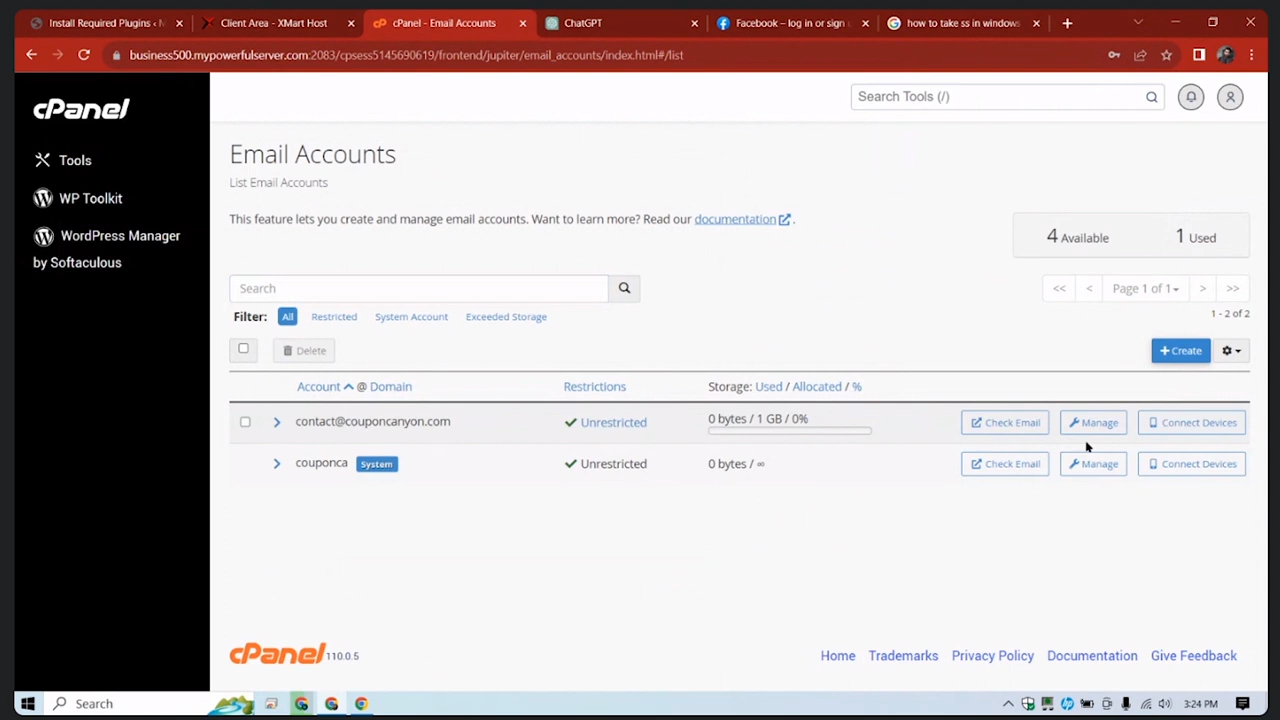 Install Required Plugins ‹
Client Area - XMart Host
cPanel - Email Accounts
ChatGPT
Facebook – log in or sign
how to take ss in windows
business500.mypowerfulserver.com:2083/cpsess5145690619/frontend/jupiter/email_accounts/index.html#/list
cPanel
Search Tools (/)
Tools
WP Toolkit
WordPress Manager
by Softaculous
Email Accounts
List Email Accounts
This feature lets you create and manage email accounts. Want to learn more? Read our documentation .
4 Available 1 Used
Search
<< < Page 1 of 1 > >>
Filter: All Restricted System Account Exceeded Storage
1 - 2 of 2
Delete
+ Create
Account @ Domain Restrictions Storage: Used / Allocated / %
contact@couponcanyon.com Unrestricted 0 bytes / 1 GB / 0% Check Email Manage Connect Devices
couponca System Unrestricted 0 bytes / ∞ Check Email Manage Connect Devices
cPanel 110.0.5
Home Trademarks Privacy Policy Documentation Give Feedback
Search
3:24 PM